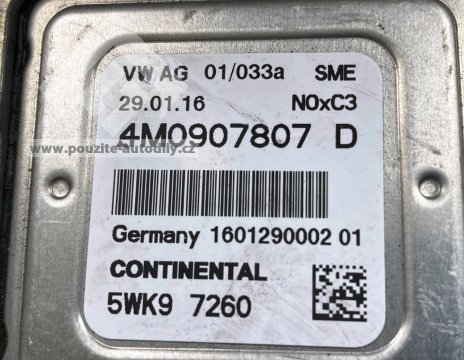 VW AG 01/033a SME
29.01.16 NOxC3
4M0907807 D
www.pouzite-autodily.cz
Germany 1601290002 01
CONTINENTAL
5WK9 7260